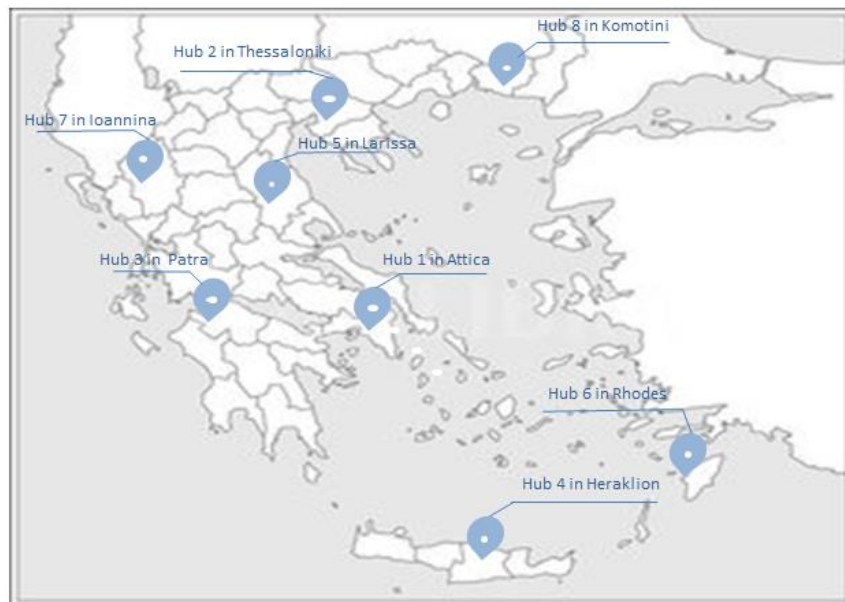 Hub 8 in Komotini
Hub 2 in Thessaloniki
Hub 7 in Ioannina
Hub 5 in Larissa
Hub 3 in Patra
Hub 1 in Attica
Hub 6 in Rhodes
Hub 4 in Heraklion